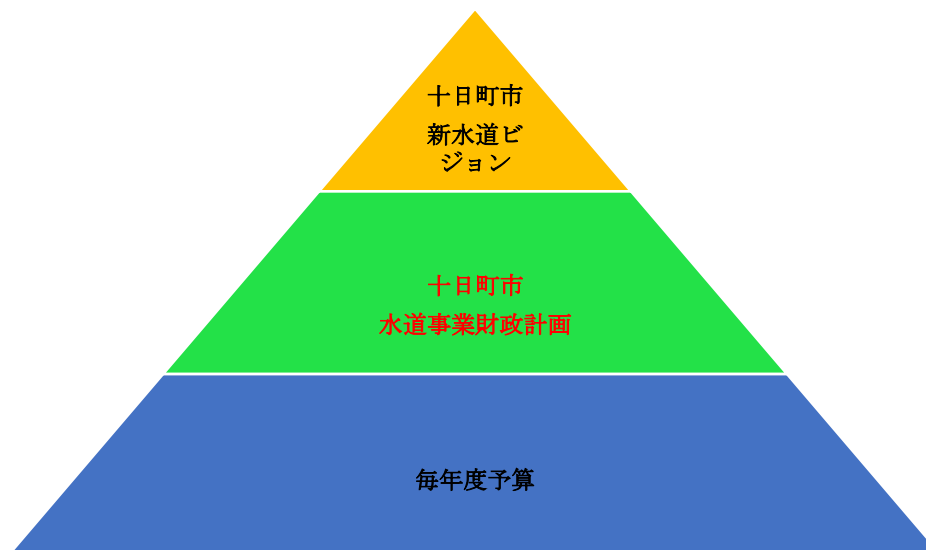 十日町市
新水道ビ
ジョン
十日町市
水道事業財政計画
毎年度予算